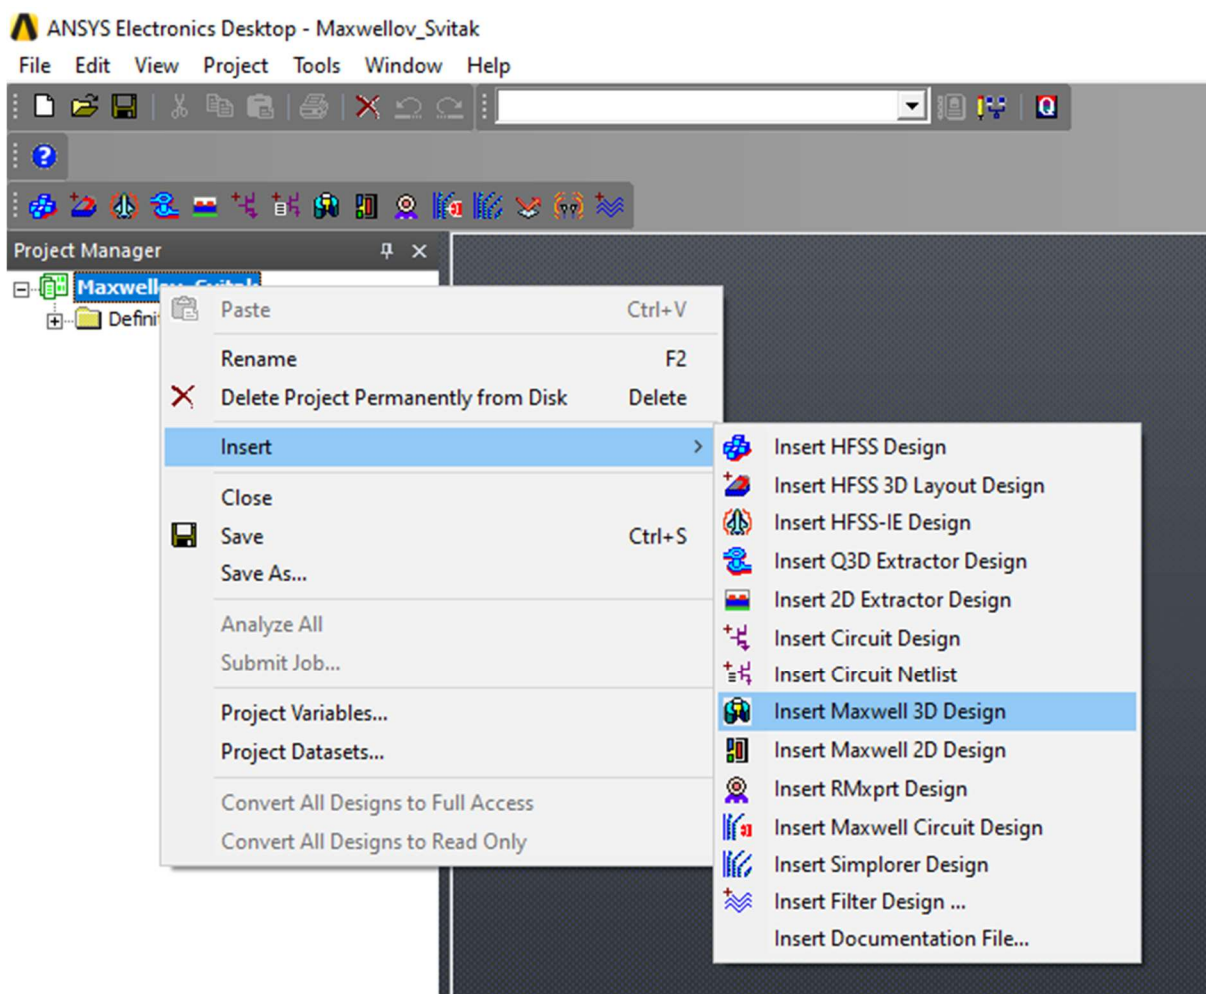 ANSYS Electronics Desktop - Maxwellov_Svitak
File Edit View Project Tools Window Help
Project Manager
Maxwell
Defini
Paste Ctrl+V
Rename F2
Delete Project Permanently from Disk Delete
Insert
Close
Save Ctrl+S
Save As...
Analyze All
Submit Job...
Project Variables...
Project Datasets...
Convert All Designs to Full Access
Convert All Designs to Read Only
Insert HFSS Design
Insert HFSS 3D Layout Design
Insert HFSS-IE Design
Insert Q3D Extractor Design
Insert 2D Extractor Design
Insert Circuit Design
Insert Circuit Netlist
Insert Maxwell 3D Design
Insert Maxwell 2D Design
Insert RMxprt Design
Insert Maxwell Circuit Design
Insert Simplorer Design
Insert Filter Design ...
Insert Documentation File...